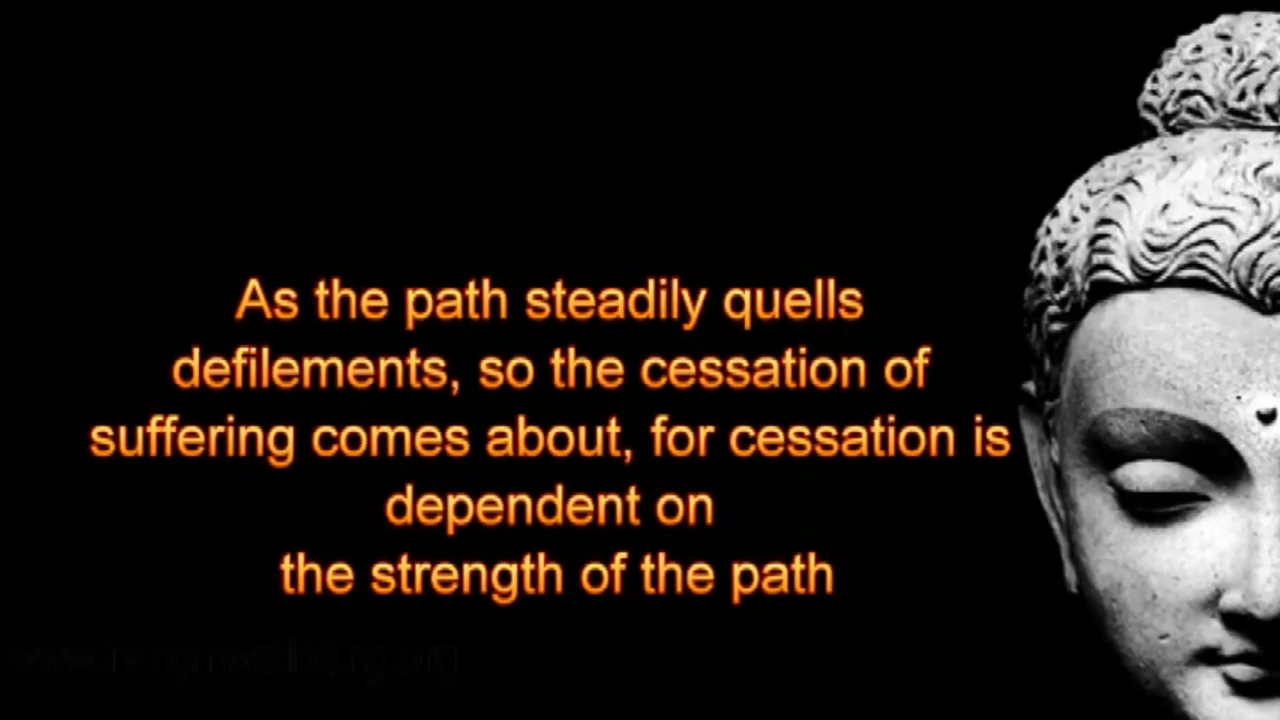 As the path steadily quells
defilements, so the cessation of
suffering comes about, for cessation is
dependent on
the strength of the path